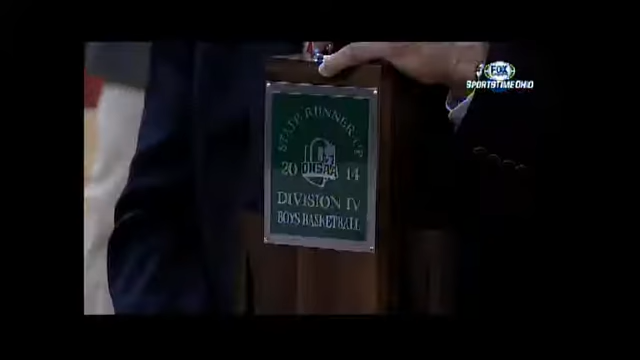 FOX
SPORTSTIME OHIO
STATE RUNNER-UP
20 OHSAA 14
DIVISION IV
BOYS BASKETBALL